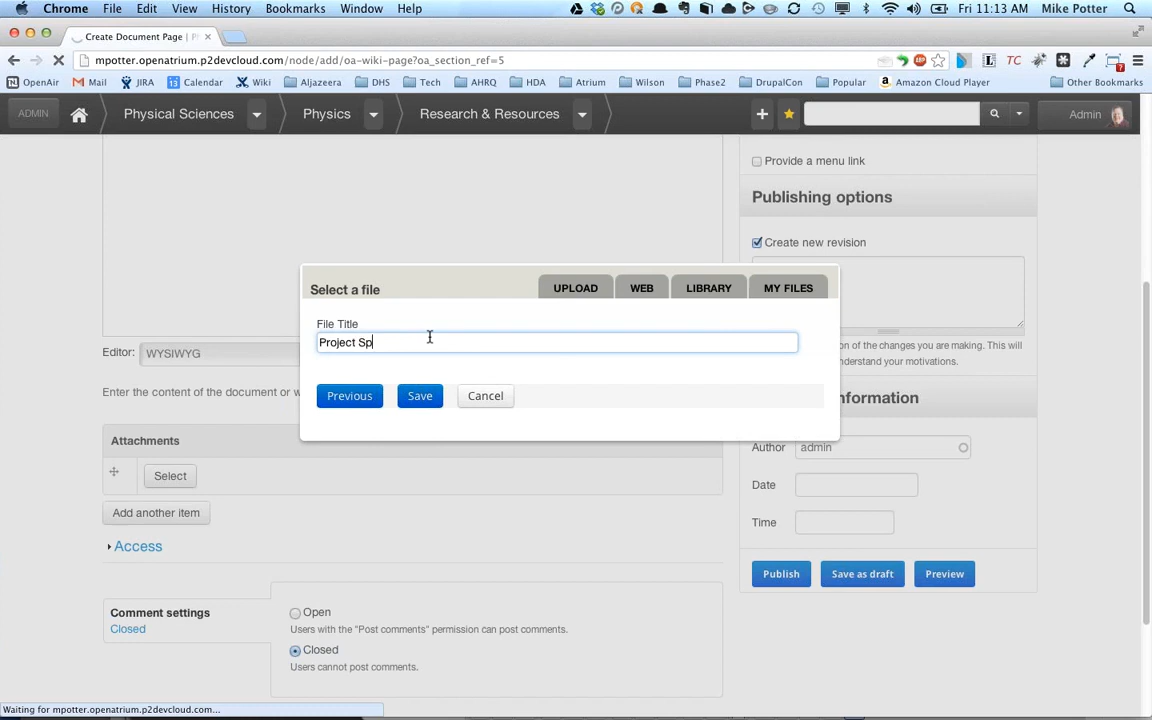 Chrome File Edit View History Bookmarks Window Help Fri 11:13 AM Mike Potter
Create Document Page | P
mpotter.openatrium.p2devcloud.com/node/add/oa-wiki-page?oa_section_ref=5
OpenAir Mail JIRA Calendar Wiki Aljazeera DHS Tech AHRQ HDA Atrium Wilson Phase2 DrupalCon Popular Amazon Cloud Player Other Bookmarks
ADMIN Physical Sciences Physics Research & Resources Admin
Provide a menu link
Publishing options
Create new revision
Select a file UPLOAD WEB LIBRARY MY FILES
File Title
Project Sp
on of the changes you are making. This will
understand your motivations.
Editor: WYSIWYG
Enter the content of the document or w
Previous Save Cancel
nformation
Attachments
Author admin
Select
Date
Add another item
Time
Access
Publish Save as draft Preview
Comment settings
Closed
Open
Users with the "Post comments" permission can post comments.
Closed
Users cannot post comments.
Waiting for mpotter.openatrium.p2devcloud.com...